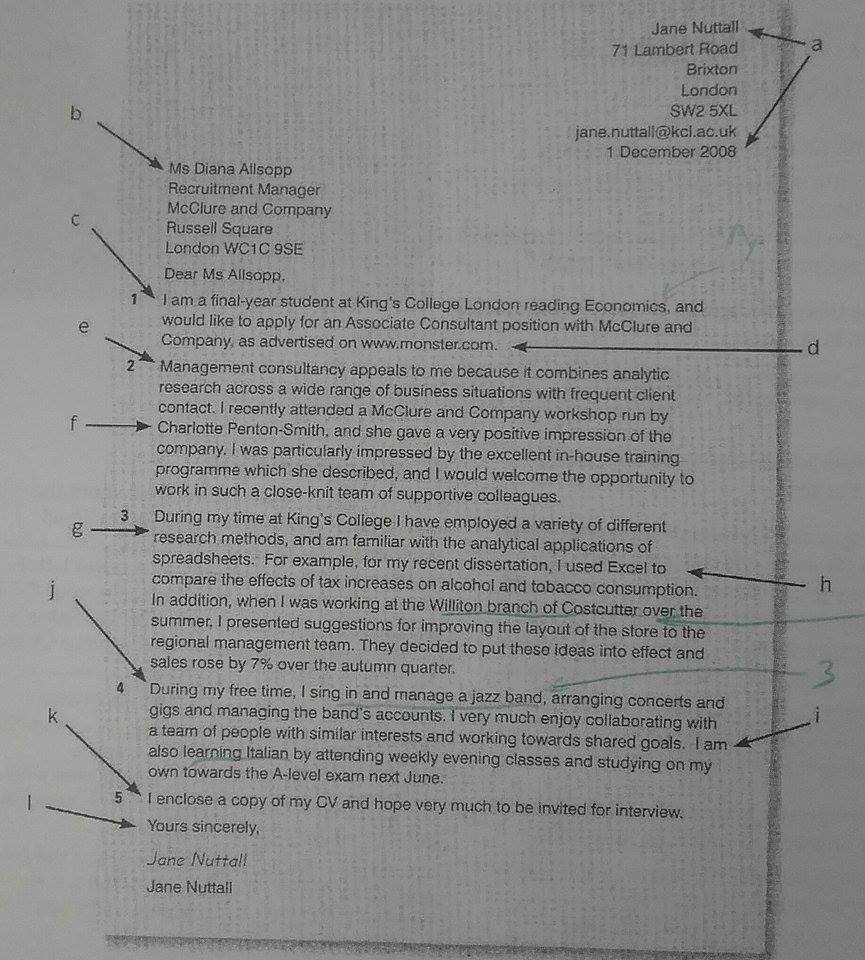 Jane Nuttall
a
71 Lambert Road
Brixton
London
SW2 5XL
jane.nuttall@kcl.ac.uk
1 December 2008
b
Ms Diana Allsopp
Recruitment Manager
McClure and Company
Russell Square
London WC1C 9SE
c
Dear Ms Allsopp,
1 I am a final-year student at King's College London reading Economics, and
would like to apply for an Associate Consultant position with McClure and
Company, as advertised on www.monster.com.
d
e
2 Management consultancy appeals to me because it combines analytic
research across a wide range of business situations with frequent client
contact. I recently attended a McClure and Company workshop run by
f
Charlotte Penton-Smith, and she gave a very positive impression of the
company. I was particularly impressed by the excellent in-house training
programme which she described, and I would welcome the opportunity to
work in such a close-knit team of supportive colleagues.
3 During my time at King's College I have employed a variety of different
g
research methods, and am familiar with the analytical applications of
spreadsheets. For example, for my recent dissertation, I used Excel to
h
compare the effects of tax increases on alcohol and tobacco consumption.
In addition, when I was working at the Williton branch of Costcutter over the
summer, I presented suggestions for improving the layout of the store to the
regional management team. They decided to put these ideas into effect and
sales rose by 7% over the autumn quarter.
j
3
4 During my free time, I sing in and manage a jazz band, arranging concerts and
gigs and managing the band's accounts. I very much enjoy collaborating with
a team of people with similar interests and working towards shared goals. I am
i
also learning Italian by attending weekly evening classes and studying on my
own towards the A-level exam next June.
k
5 I enclose a copy of my CV and hope very much to be invited for interview.
l
Yours sincerely,
Jane Nuttall
Jane Nuttall